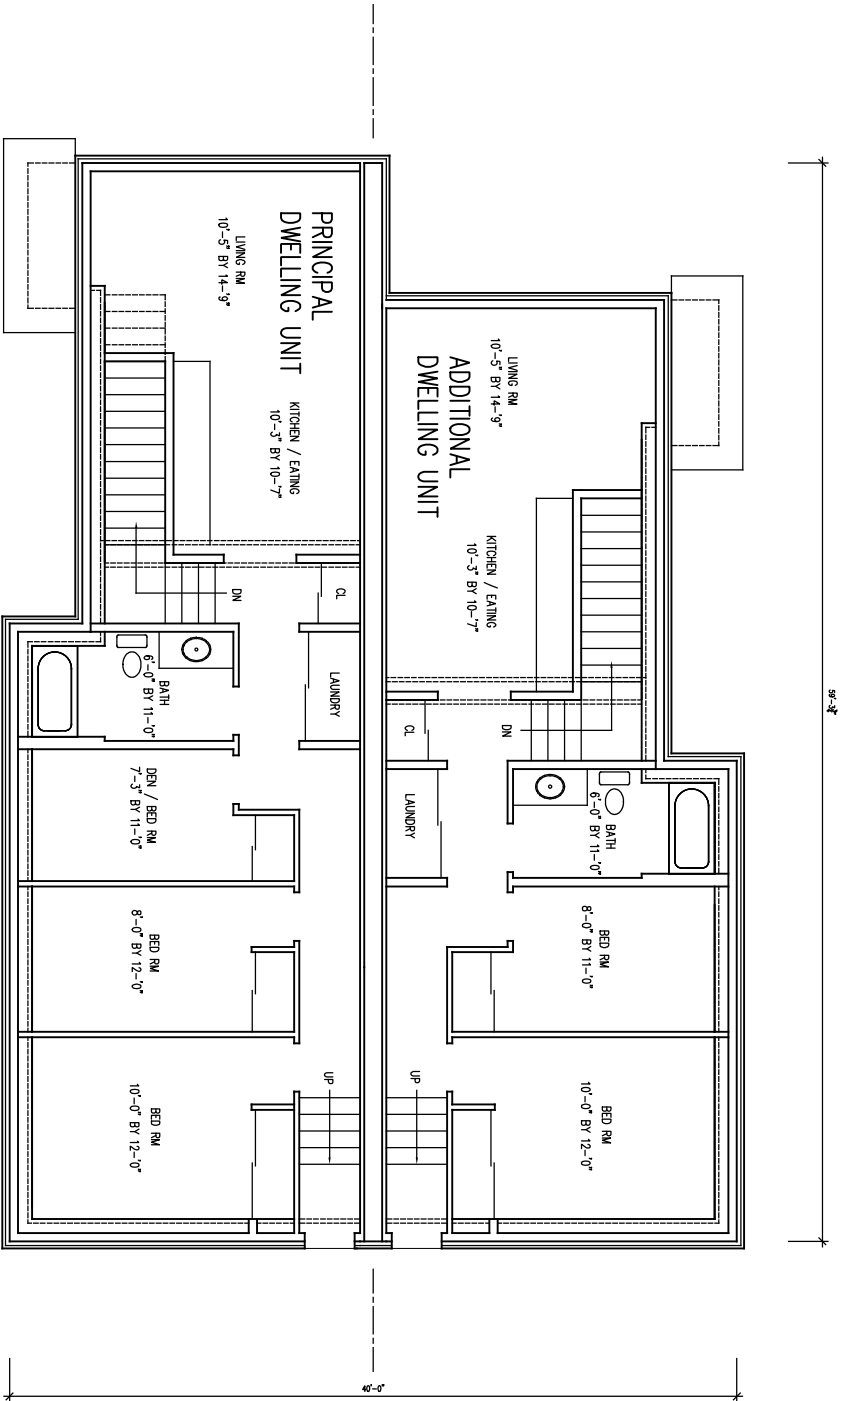 ADDITIONAL
DWELLING UNIT
LIVING RM
10'-5" BY 14-'9"
KITCHEN / EATING
10'-3" BY 10-'7"
DN
CL
LAUNDRY
BATH
6'-0" BY 11-'0"
BED RM
8'-0" BY 11-'0"
BED RM
10'-0" BY 12-'0"
UP
PRINCIPAL
DWELLING UNIT
LIVING RM
10'-5" BY 14-'9"
KITCHEN / EATING
10'-3" BY 10-'7"
CL
DN
LAUNDRY
BATH
6'-0" BY 11-'0"
DEN / BED RM
7'-3" BY 11-'0"
BED RM
8'-0" BY 12-'0"
BED RM
10'-0" BY 12-'0"
UP
40'-0"